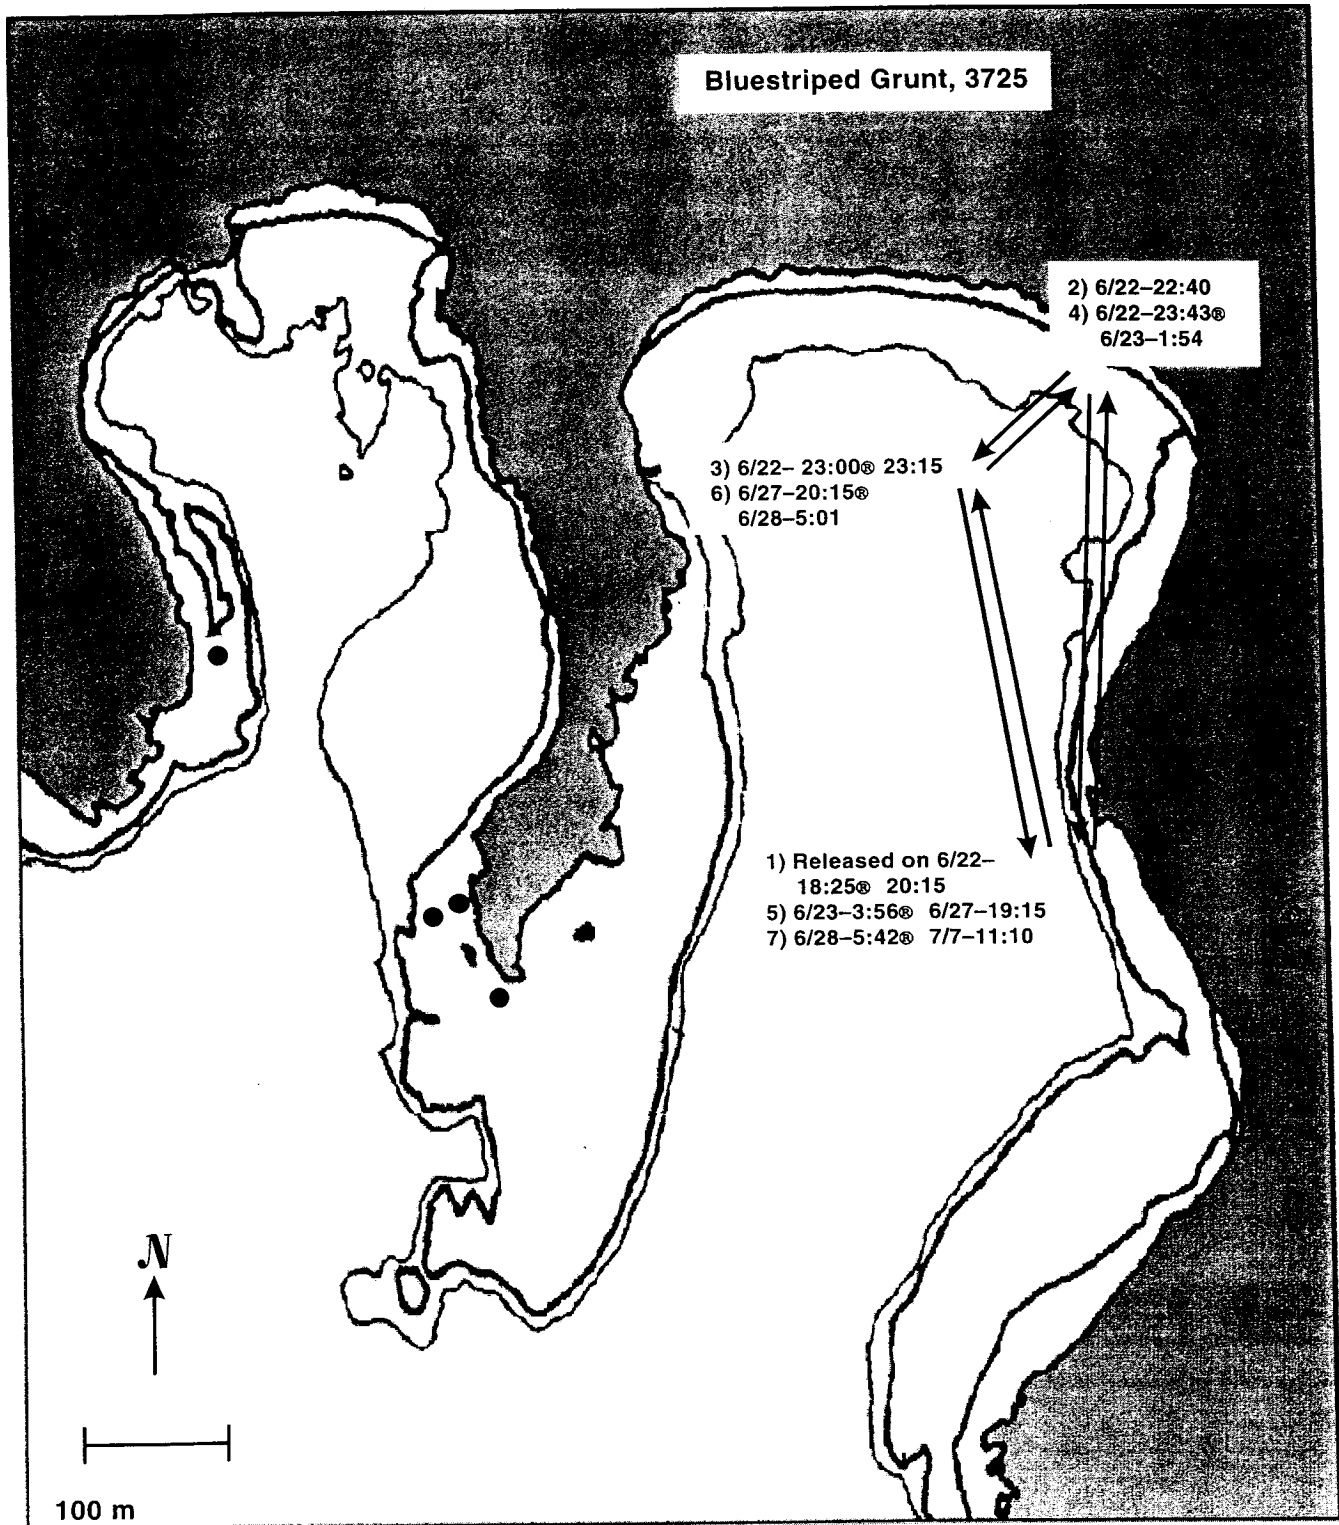 Bluestriped Grunt, 3725
2) 6/22–22:40
4) 6/22–23:43®
6/23–1:54
3) 6/22– 23:00® 23:15
6) 6/27–20:15®
6/28–5:01
1) Released on 6/22–
18:25® 20:15
5) 6/23–3:56® 6/27–19:15
7) 6/28–5:42® 7/7–11:10
N
100 m